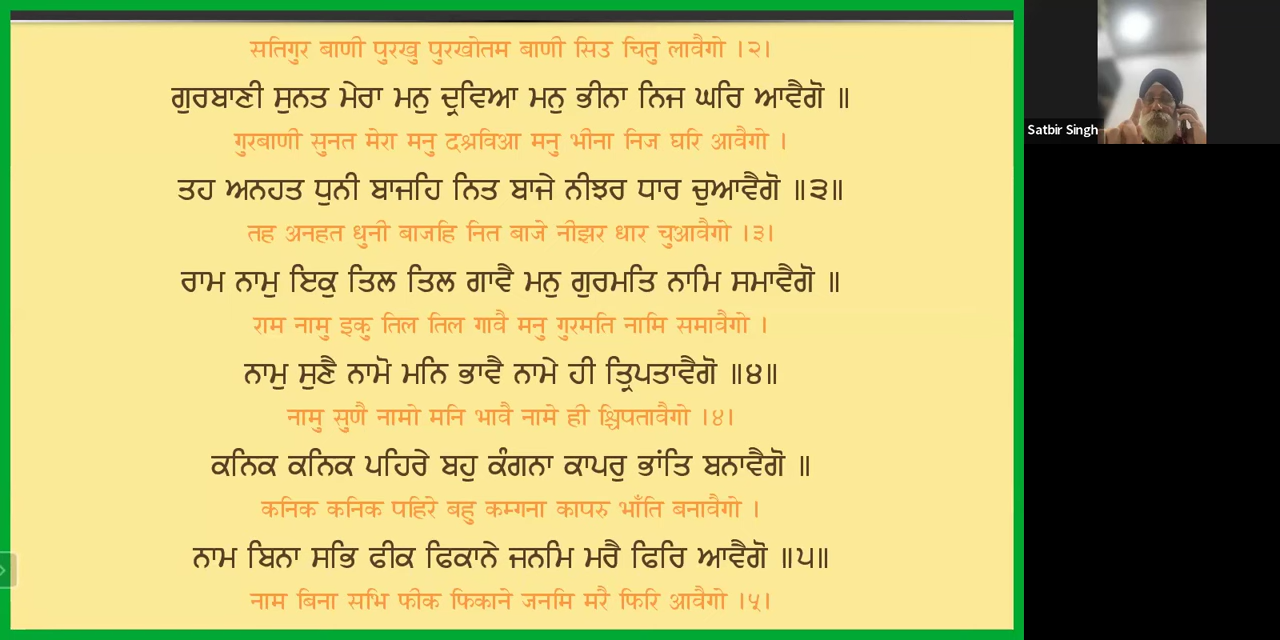 सतिगुर बाणी पुरखु पुरखोतम बाणी सिउ चितु लावैगो ।२।
ਗੁਰਬਾਣੀ ਸੁਨਤ ਮੇਰਾ ਮਨੁ ਦ੍ਰਵਿਆ ਮਨੁ ਭੀਨਾ ਨਿਜ ਘਰਿ ਆਵੈਗੋ ॥
गुरबाणी सुनत मेरा मनु दश्रविआ मनु भीना निज घरि आवैगो ।
ਤਹ ਅਨਹਤ ਧੁਨੀ ਬਾਜਹਿ ਨਿਤ ਬਾਜੇ ਨੀਝਰ ਧਾਰ ਚੁਆਵੈਗੋ ॥੩॥
तह अनहत धुनी बाजहि नित बाजे नीझर धार चुआवैगो ।३।
ਰਾਮ ਨਾਮੁ ਇਕੁ ਤਿਲ ਤਿਲ ਗਾਵੈ ਮਨੁ ਗੁਰਮਤਿ ਨਾਮਿ ਸਮਾਵੈਗੋ ॥
राम नामु इकु तिल तिल गावै मनु गुरमति नामि समावैगो ।
ਨਾਮੁ ਸੁਣੈ ਨਾਮੋ ਮਨਿ ਭਾਵੈ ਨਾਮੇ ਹੀ ਤ੍ਰਿਪਤਾਵੈਗੋ ॥੪॥
नामु सुणै नामो मनि भावै नामे ही श्चिपतावैगो ।४।
ਕਨਿਕ ਕਨਿਕ ਪਹਿਰੇ ਬਹੁ ਕੰਗਨਾ ਕਾਪਰੁ ਭਾਂਤਿ ਬਨਾਵੈਗੋ ॥
कनिक कनिक पहिरे बहु कम्गना कापरु भाँति बनावैगो ।
ਨਾਮ ਬਿਨਾ ਸਭਿ ਫੀਕ ਫਿਕਾਨੇ ਜਨਮਿ ਮਰੈ ਫਿਰਿ ਆਵੈਗੋ ॥੫॥
नाम बिना सभि फीक फिकाने जनमि मरै फिरि आवैगो ।५।
Satbir Singh